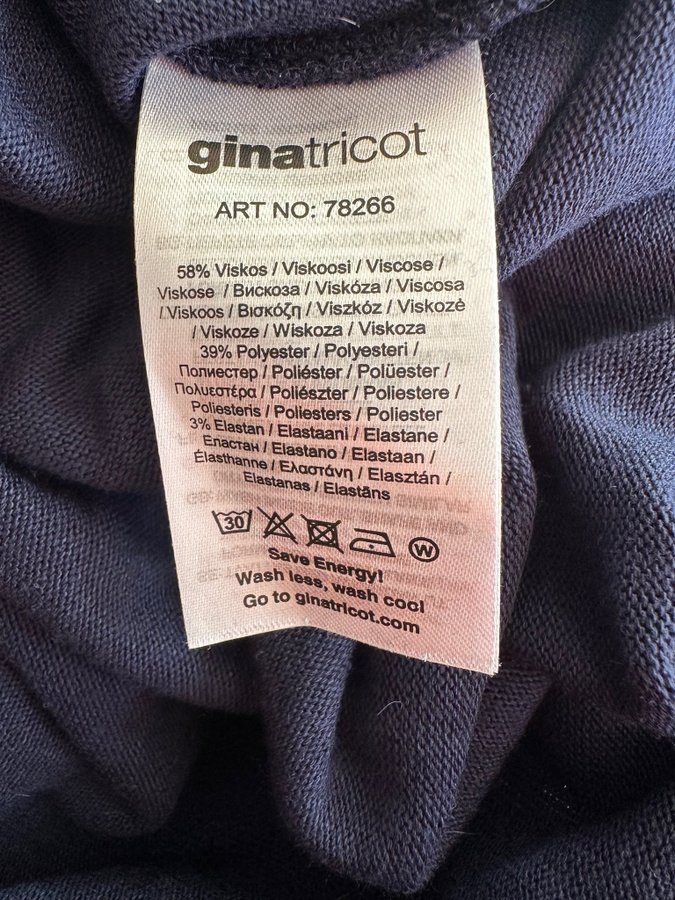 ginatricot
ART NO: 78266
58% Viskos / Viskoosi / Viscose /
Viskose / Вискоза / Viskóza / Viscosa
/ Viskoos / Βισκόζη / Viszkóz / Viskozė
/ Viskoze / Wiskoza / Viskoza
39% Polyester / Polyesteri /
Полиестер / Poliéster / Polüester /
Πολυεστέρα / Poliészter / Poliestere /
Poliesteris / Poliesters / Poliester
3% Elastan / Elastaani / Elastane /
Еластан / Elastano / Elastaan /
Élasthanne / Ελαστάνη / Elasztán /
Elastanas / Elastāns
30
W
Save Energy!
Wash less, wash cool
Go to ginatricot.com